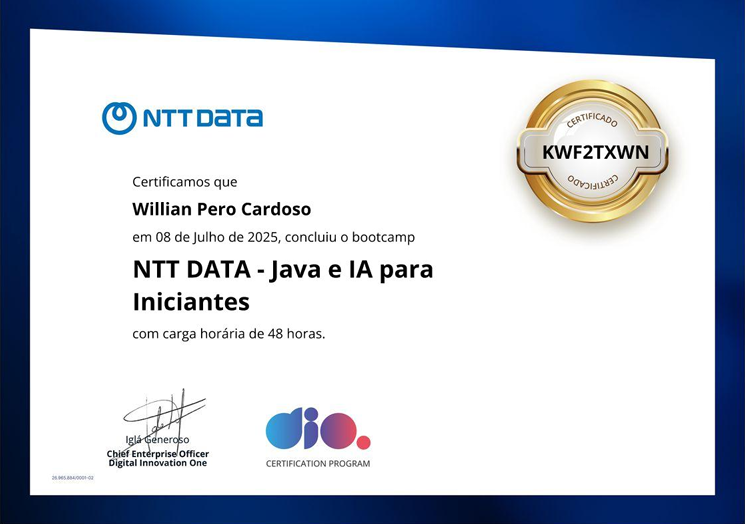 NTT DATA
CERTIFICADO
KWF2TXWN
CERTIFICADO
Certificamos que
Willian Pero Cardoso
em 08 de Julho de 2025, concluiu o bootcamp
NTT DATA - Java e IA para
Iniciantes
com carga horária de 48 horas.
Iglá Generoso
Chief Enterprise Officer
Digital Innovation One
dio.
CERTIFICATION PROGRAM
26.965.884/0001-02